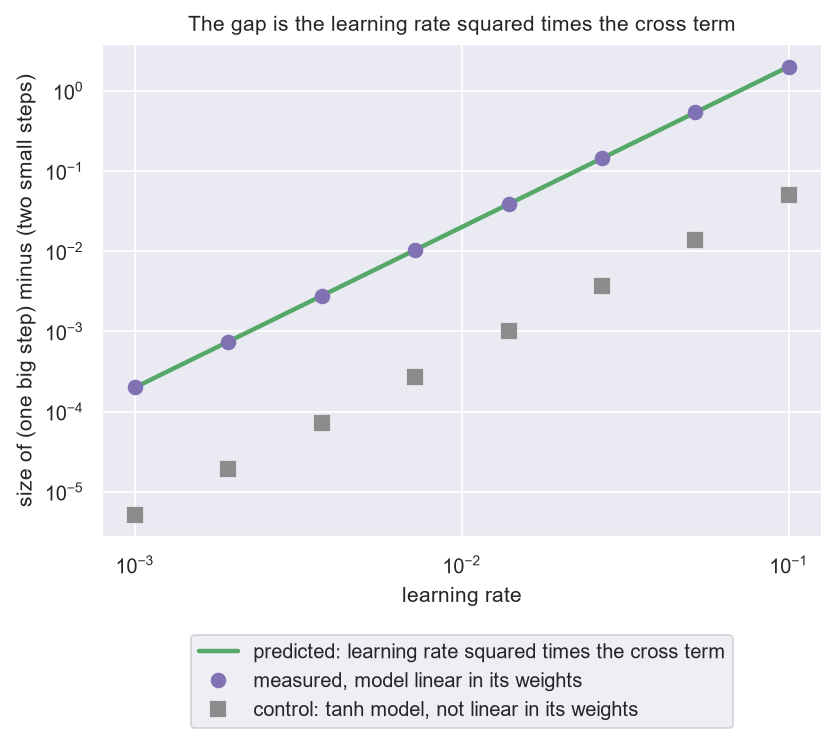 The gap is the learning rate squared times the cross term
size of (one big step) minus (two small steps)
10⁰
10⁻¹
10⁻²
10⁻³
10⁻⁴
10⁻⁵
10⁻³
10⁻²
10⁻¹
learning rate
predicted: learning rate squared times the cross term
measured, model linear in its weights
control: tanh model, not linear in its weights